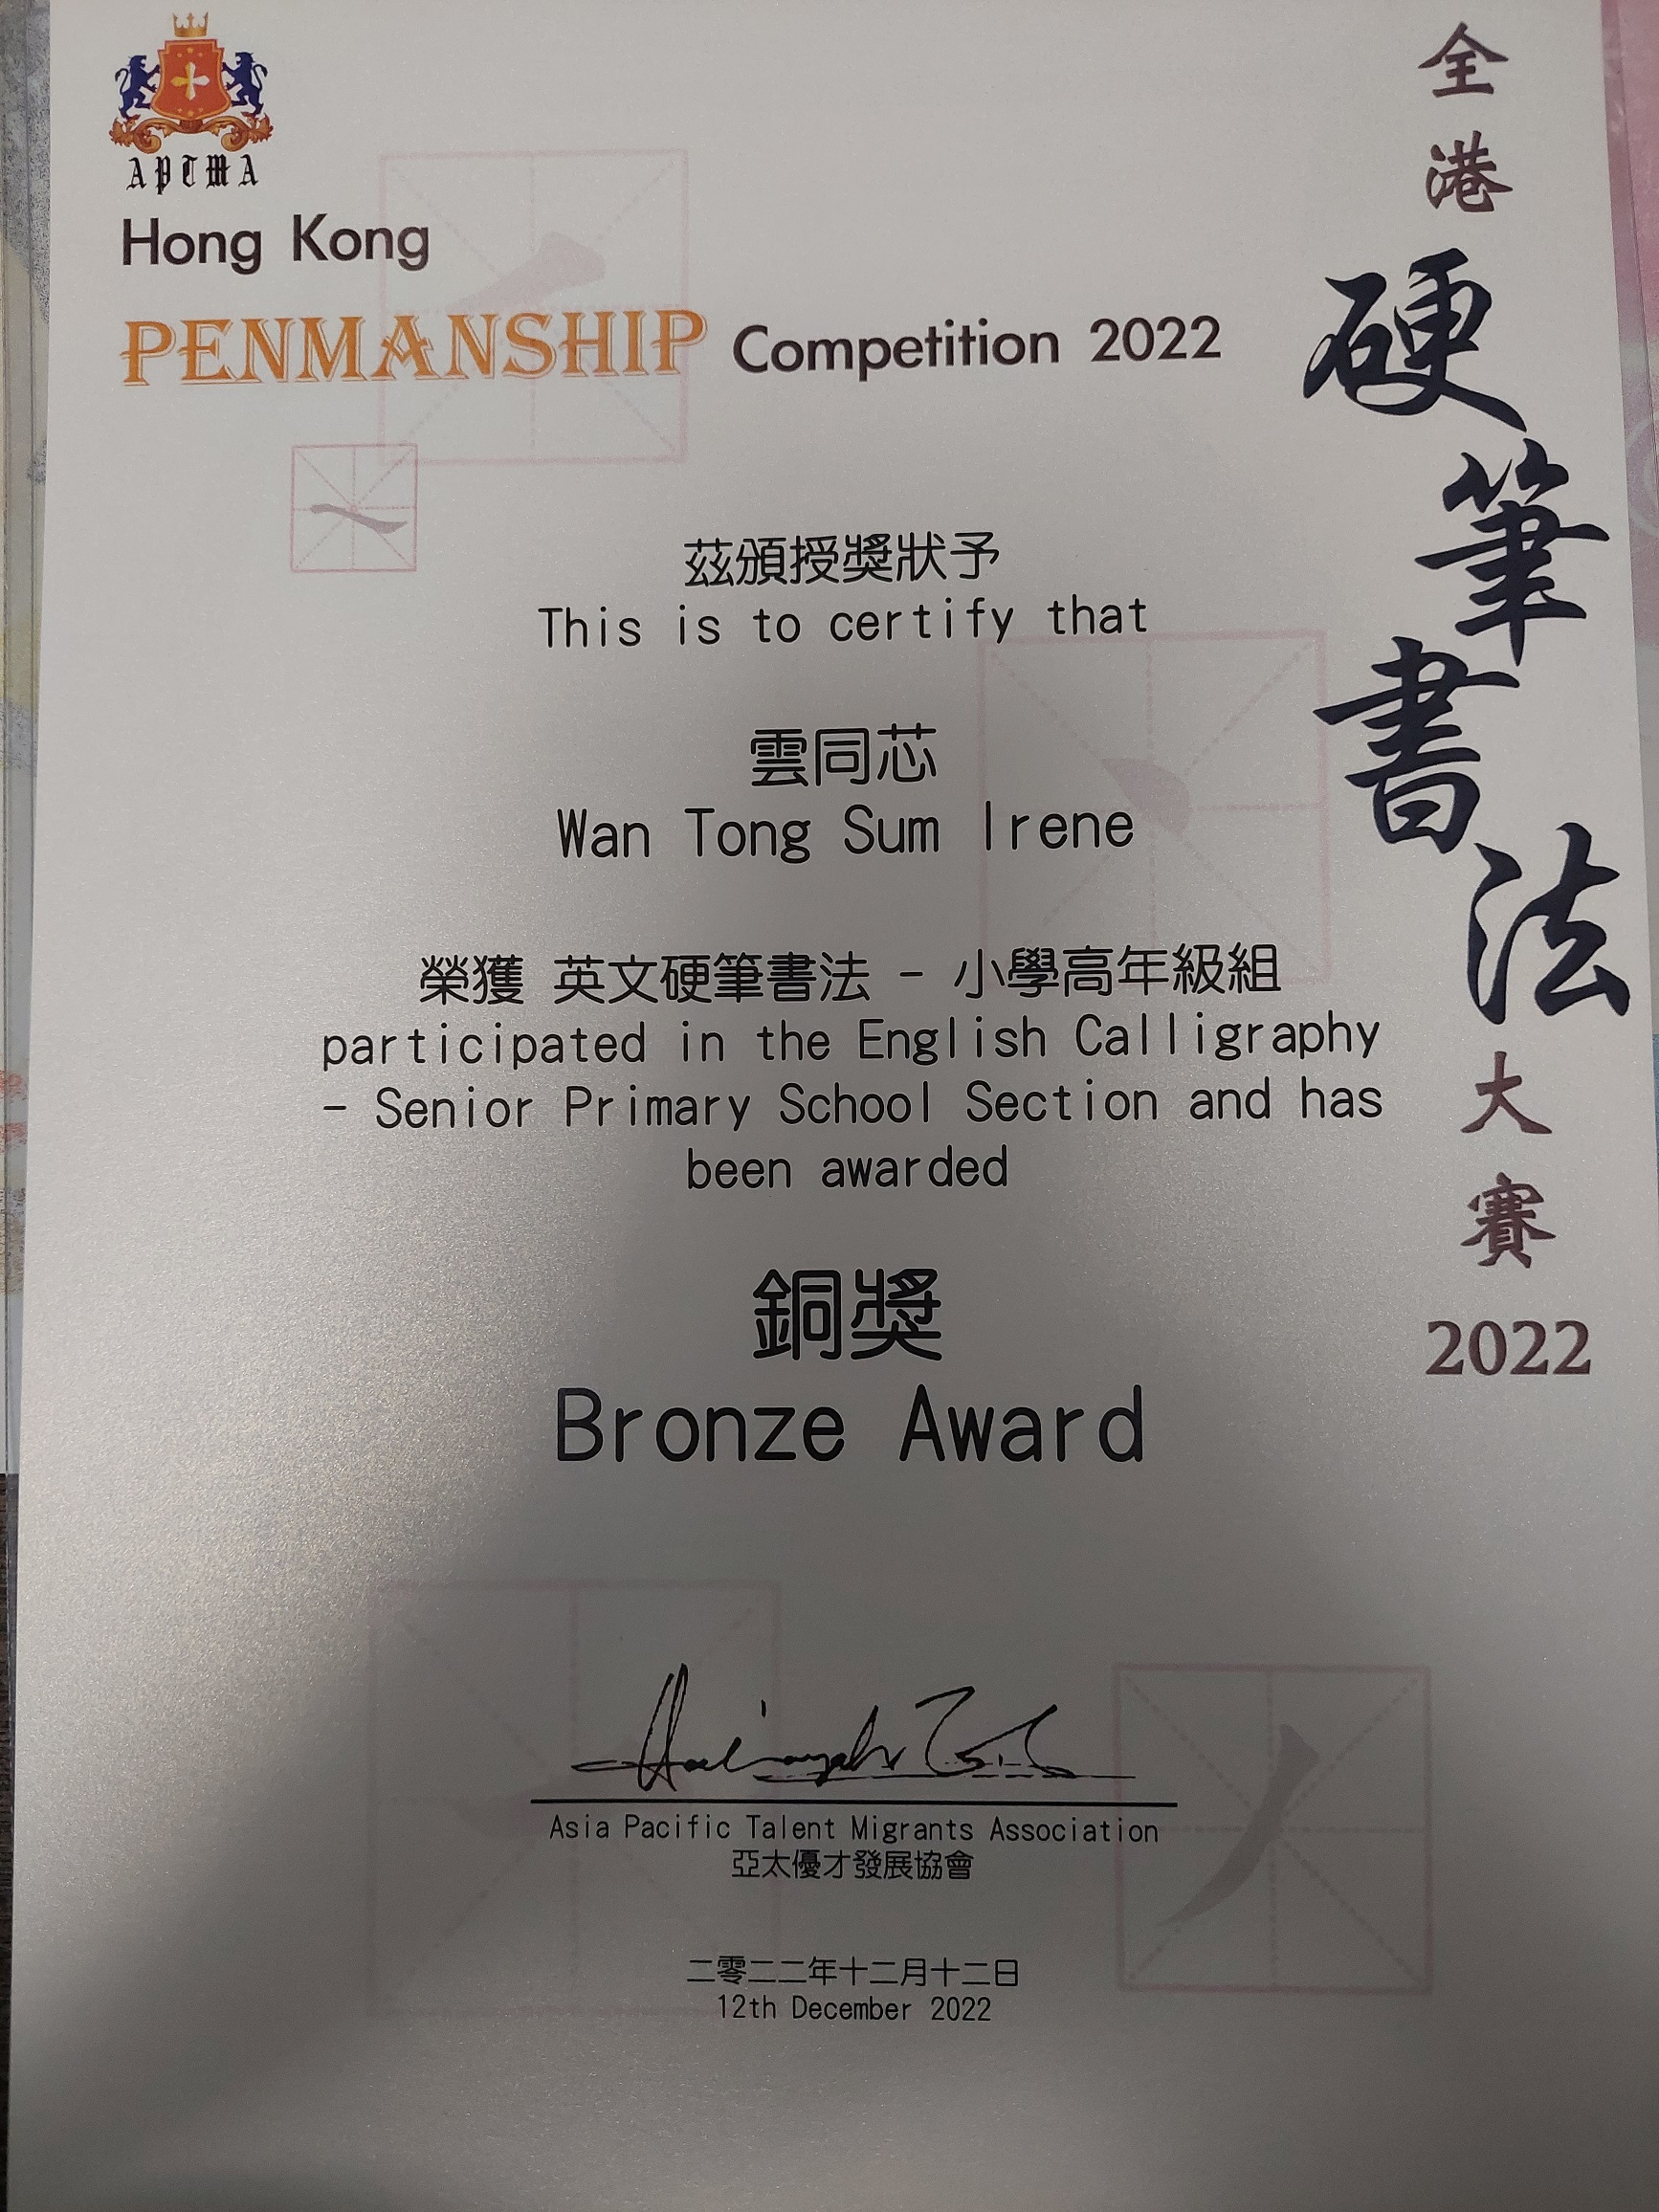 APTMA
Hong Kong
PENMANSHIP Competition 2022
全港硬筆書法大賽2022
茲頒授獎狀予
This is to certify that
雲同芯
Wan Tong Sum Irene
榮獲 英文硬筆書法 - 小學高年級組
participated in the English Calligraphy
- Senior Primary School Section and has
been awarded
銅獎
Bronze Award
Asia Pacific Talent Migrants Association
亞太優才發展協會
二零二二年十二月十二日
12th December 2022